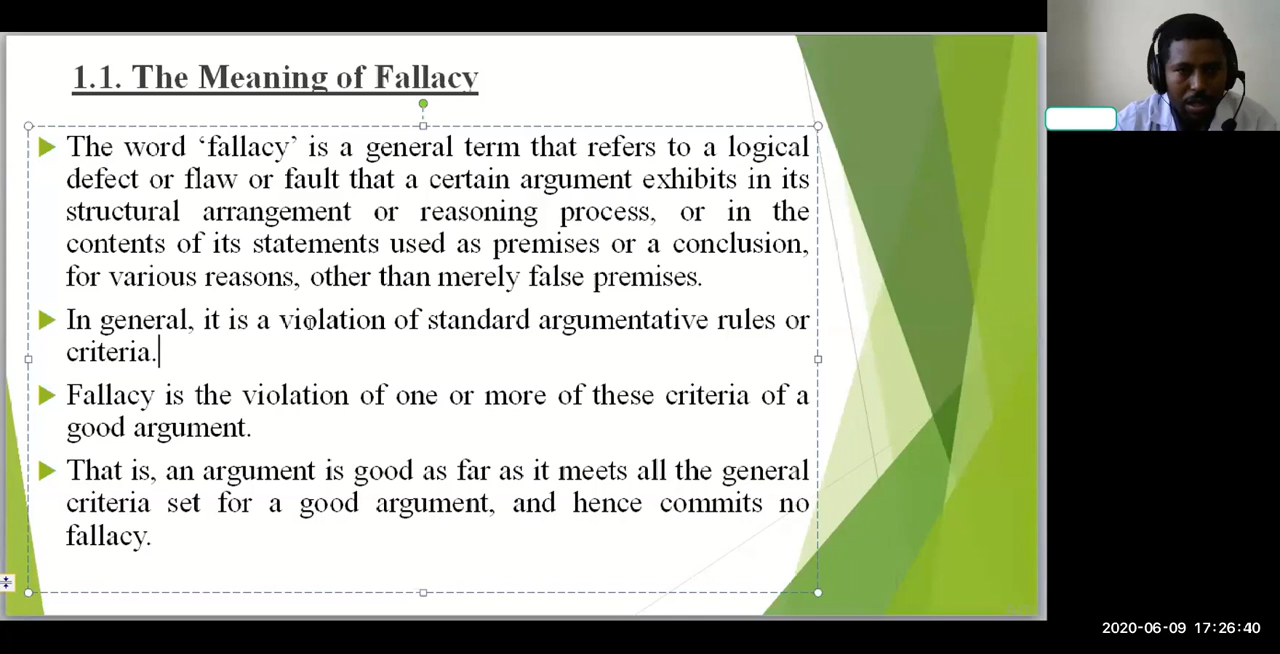 1.1. The Meaning of Fallacy
The word ‘fallacy’ is a general term that refers to a logical
defect or flaw or fault that a certain argument exhibits in its
structural arrangement or reasoning process, or in the
contents of its statements used as premises or a conclusion,
for various reasons, other than merely false premises.
In general, it is a violation of standard argumentative rules or
criteria.
Fallacy is the violation of one or more of these criteria of a
good argument.
That is, an argument is good as far as it meets all the general
criteria set for a good argument, and hence commits no
fallacy.
2020-06-09 17:26:40